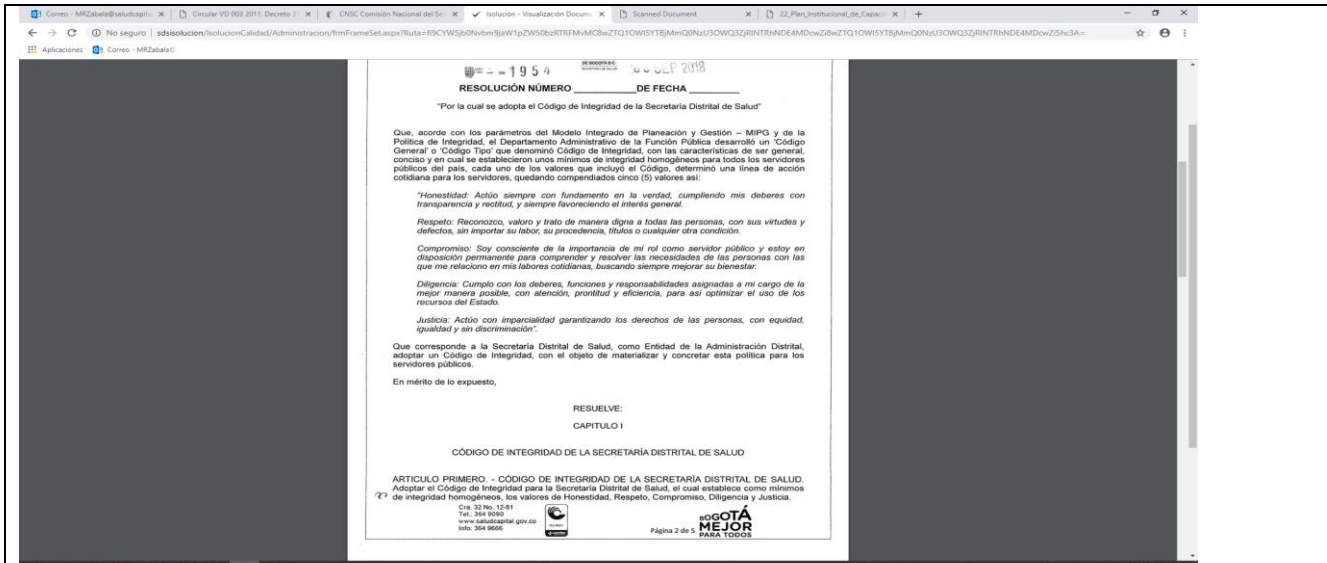 Correo - MRZabala@saludcapit
Circular VD 003 2011. Decreto
CNSC Comisión Nacional del Ser
Isolución - Visualización Docum
Scanned Document
22_Plan_Institucional_de_Capaci
No seguro
Aplicaciones Correo - MRZabala
1954 SEP 2018
RESOLUCIÓN NÚMERO __________DE FECHA ________
"Por la cual se adopta el Código de Integridad de la Secretaría Distrital de Salud"
Que, acorde con los parámetros del Modelo Integrado de Planeación y Gestión – MIPG y de la
Política de Integridad, el Departamento Administrativo de la Función Pública desarrolló un 'Código
General' o 'Código Tipo' que denominó Código de Integridad, con las características de ser general,
conciso y en cual se establecieron unos mínimos de integridad homogéneos para todos los servidores
públicos del país, cada uno de los valores que incluyó el Código, determinó una línea de acción
cotidiana para los servidores, quedando compendiados cinco (5) valores así:
"Honestidad: Actúo siempre con fundamento en la verdad, cumpliendo mis deberes con
transparencia y rectitud, y siempre favoreciendo el interés general.
Respeto: Reconozco, valoro y trato de manera digna a todas las personas, con sus virtudes y
defectos, sin importar su labor, su procedencia, títulos o cualquier otra condición.
Compromiso: Soy consciente de la importancia de mi rol como servidor público y estoy en
disposición permanente para comprender y resolver las necesidades de las personas con las
que me relaciono en mis labores cotidianas, buscando siempre mejorar su bienestar.
Diligencia: Cumplo con los deberes, funciones y responsabilidades asignadas a mi cargo de la
mejor manera posible, con atención, prontitud y eficiencia, para así optimizar el uso de los
recursos del Estado.
Justicia: Actúo con imparcialidad garantizando los derechos de las personas, con equidad,
igualdad y sin discriminación".
Que corresponde a la Secretaría Distrital de Salud, como Entidad de la Administración Distrital,
adoptar un Código de Integridad, con el objeto de materializar y concretar esta política para los
servidores públicos.
En mérito de lo expuesto,
RESUELVE:
CAPITULO I
CÓDIGO DE INTEGRIDAD DE LA SECRETARÍA DISTRITAL DE SALUD
ARTICULO PRIMERO. - CÓDIGO DE INTEGRIDAD DE LA SECRETARÍA DISTRITAL DE SALUD.
Adoptar el Código de Integridad para la Secretaría Distrital de Salud, el cual establece como mínimos
de integridad homogéneos, los valores de Honestidad, Respeto, Compromiso, Diligencia y Justicia.
Cra. 32 No. 12-81
Tel.: 364 9090
www.saludcapital.gov.co
Info: 364 9666
Página 2 de 5
BOGOTÁ
MEJOR
PARA TODOS